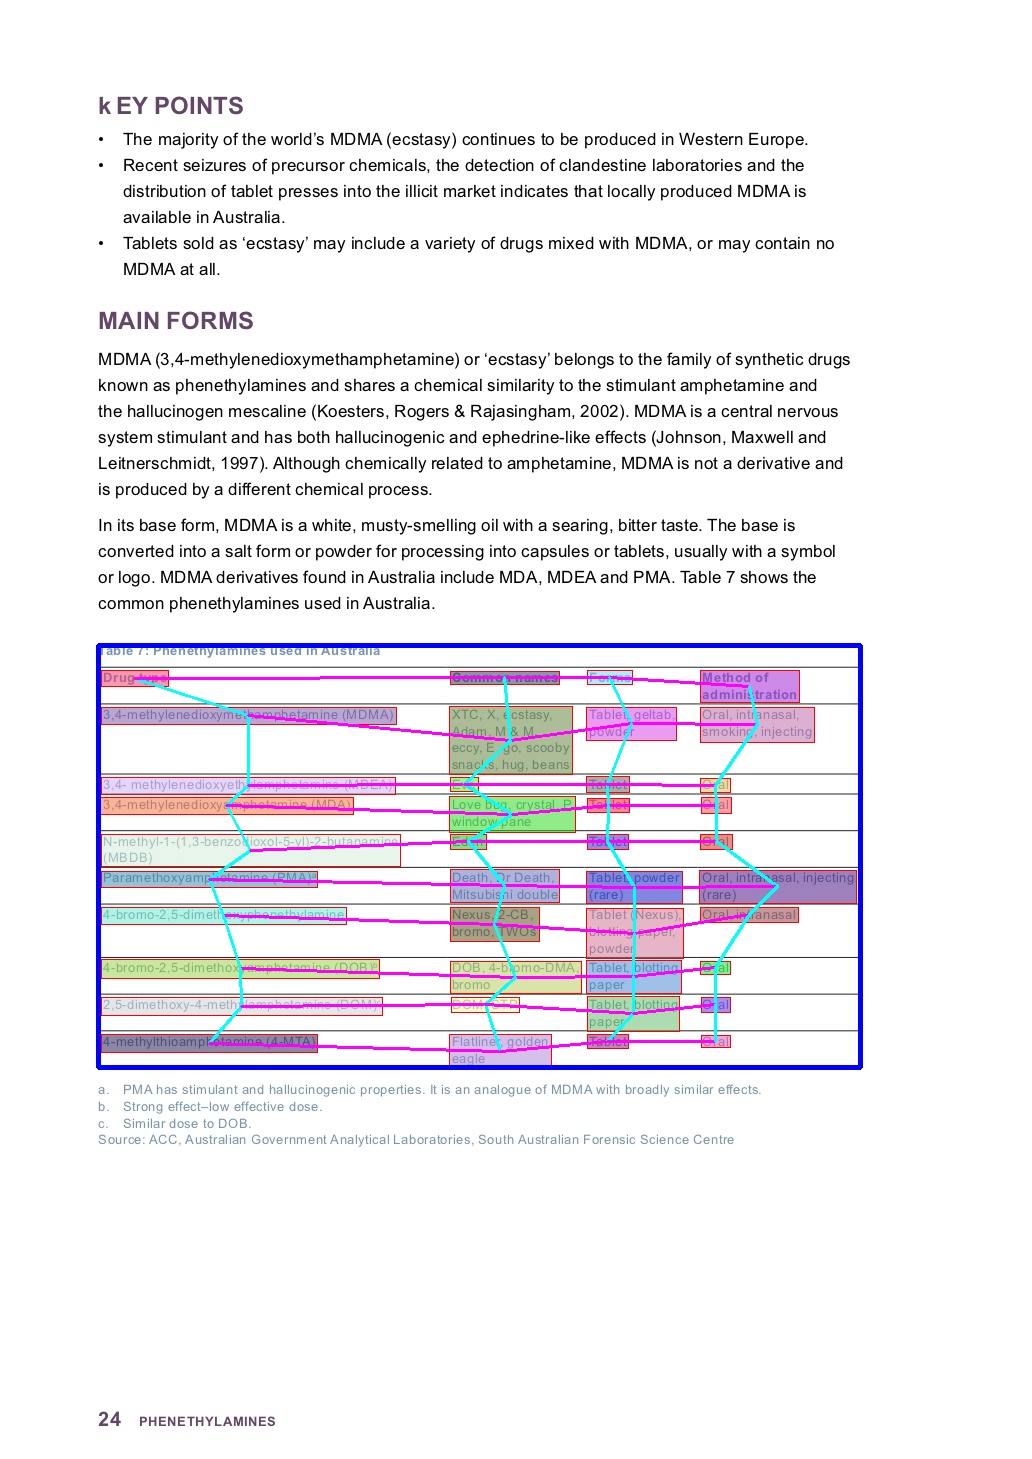 k EY POINTS
• The majority of the world’s MDMA (ecstasy) continues to be produced in Western Europe.
• Recent seizures of precursor chemicals, the detection of clandestine laboratories and the
distribution of tablet presses into the illicit market indicates that locally produced MDMA is
available in Australia.
• Tablets sold as ‘ecstasy’ may include a variety of drugs mixed with MDMA, or may contain no
MDMA at all.
MAIN FORMS
MDMA (3,4-methylenedioxymethamphetamine) or ‘ecstasy’ belongs to the family of synthetic drugs
known as phenethylamines and shares a chemical similarity to the stimulant amphetamine and
the hallucinogen mescaline (Koesters, Rogers & Rajasingham, 2002). MDMA is a central nervous
system stimulant and has both hallucinogenic and ephedrine-like effects (Johnson, Maxwell and
Leitnerschmidt, 1997). Although chemically related to amphetamine, MDMA is not a derivative and
is produced by a different chemical process.
In its base form, MDMA is a white, musty-smelling oil with a searing, bitter taste. The base is
converted into a salt form or powder for processing into capsules or tablets, usually with a symbol
or logo. MDMA derivatives found in Australia include MDA, MDEA and PMA. Table 7 shows the
common phenethylamines used in Australia.
Table 7: Phenethylamines used in Australia
Drug type Common names Forms Method of
administration
3,4-methylenedioxymethamphetamine (MDMA) XTC, X, ecstasy, Tablet, geltab, Oral, intranasal,
Adam, M & M, powder smoking, injecting
eccy, E, go, scooby
snacks, hug, beans
3,4- methylenedioxyethylamphetamine (MDEA) Eve Tablet Oral
3,4-methylenedioxyamphetamine (MDA) Love bug, crystal, P Tablet Oral
windowpane
N-methyl-1-(1,3-benzodioxol-5-yl)-2-butanamine Tablet Oral
(MBDB)
Paramethoxyamphetamine (PMA)ᵃ Death, Dr Death, Tablet, powder Oral, intranasal, injecting
Mitsubishi double (rare) (rare)
4-bromo-2,5-dimethoxyphenethylamine Nexus, 2-CB, Tablet (Nexus), Oral, intranasal
bromo, TWOs blotting paper,
powder
4-bromo-2,5-dimethoxyamphetamine (DOB)ᵇ DOB, 4-bromo-DMA, Tablet, blotting Oral
bromo paper
2,5-dimethoxy-4-methylamphetamine (DOM)ᶜ DOM, STP Tablet, blotting Oral
paper
4-methylthioamphetamine (4-MTA) Flatliner, golden Tablet Oral
eagle
a. PMA has stimulant and hallucinogenic properties. It is an analogue of MDMA with broadly similar effects.
b. Strong effect–low effective dose.
c. Similar dose to DOB.
Source: ACC, Australian Government Analytical Laboratories, South Australian Forensic Science Centre
24 PHENETHYLAMINES